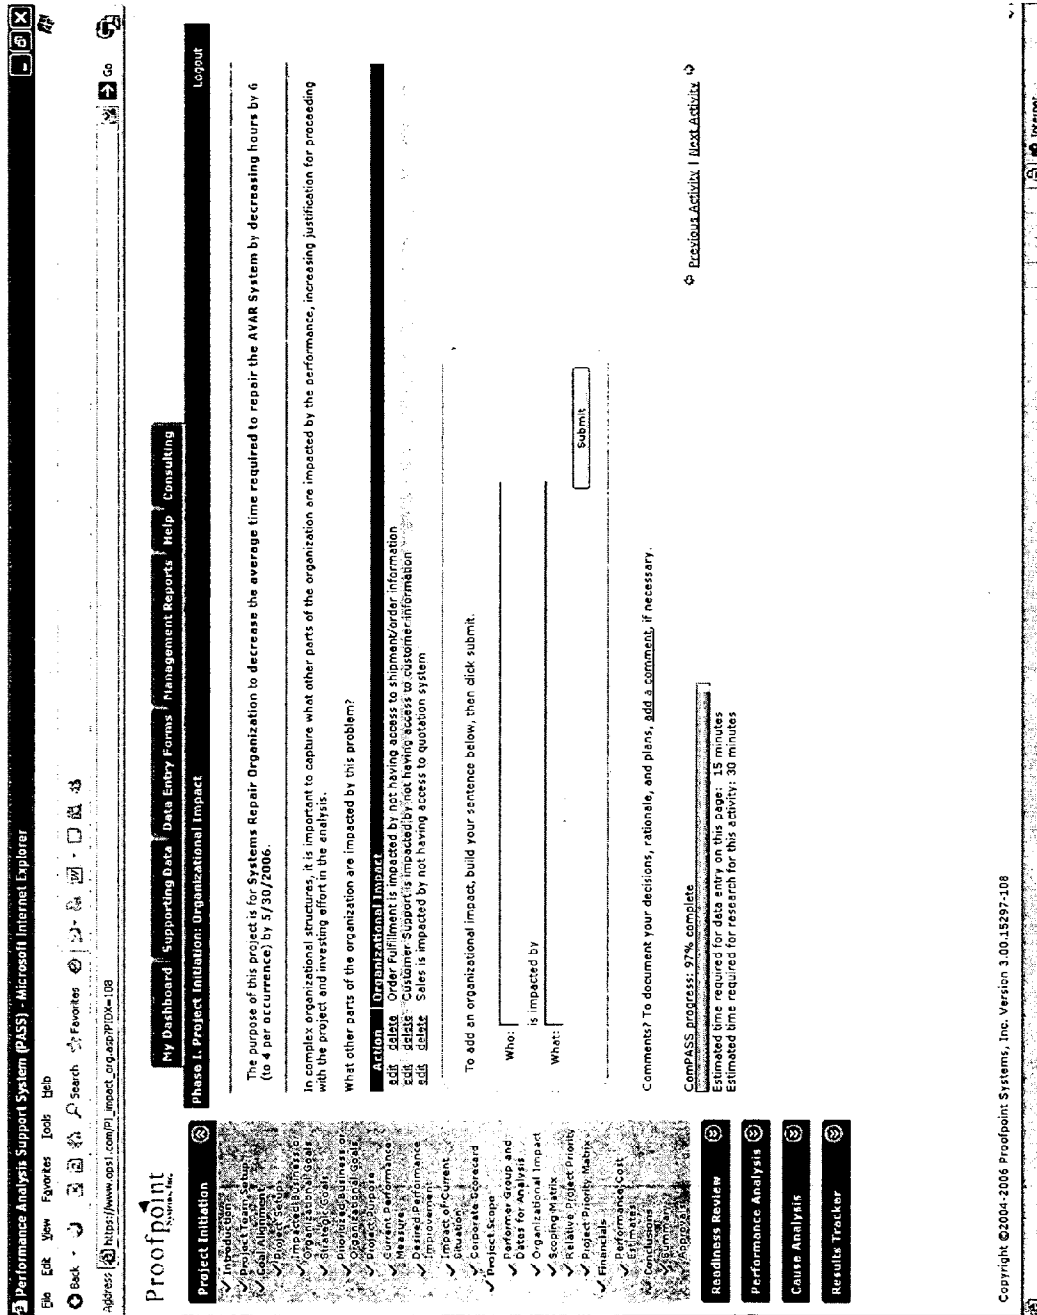 Performance Analysis Support System (PASS) - Microsoft Internet Explorer
File Edit View Favorites Tools Help
Back Search Favorites
Address https://www.opsi.com/PI_impact_org.asp?PIDX=108 Go
Proofpoint
Systems, Inc.
My Dashboard Supporting Data Data Entry Forms Management Reports Help Consulting
Phase I. Project Initiation: Organizational Impact Logout
Project Initiation
Introduction
Project Team Setup
Goal Alignment
Project Setup
Impacted Business or
Organizational Goals
Strategic Goals
Prioritized Business or
Organizational Goals
Project Purpose
Current Performance
Measure
Desired Performance
Improvement
Impact of Current
Situation
Corporate Scorecard
Project Scope
Performer Group and
Dates for Analysis
Organizational Impact
Scoping Matrix
Relative Project Priority
Project Priority Matrix
Financials
Performance Cost
Estimates
Conclusions
Summary
Approvals
Readiness Review
Performance Analysis
Cause Analysis
Results Tracker
The purpose of this project is for Systems Repair Organization to decrease the average time required to repair the AVAR System by decreasing hours by 6
(to 4 per occurrence) by 5/30/2006.
In complex organizational structures, it is important to capture what other parts of the organization are impacted by the performance, increasing justification for proceeding
with the project and investing effort in the analysis.
What other parts of the organization are impacted by this problem?
Action Organizational Impact
edit delete Order Fulfillment is impacted by not having access to shipment/order information
edit delete Customer Support is impacted by not having access to customer information
edit delete Sales is impacted by not having access to quotation system
To add an organizational impact, build your sentence below, then click submit.
Who:
is impacted by
What:
Submit
Comments? To document your decisions, rationale, and plans, add a comment, if necessary.
ComPASS progress: 97% complete
Estimated time required for data entry on this page: 15 minutes
Estimated time required for research for this activity: 30 minutes
Previous Activity | Next Activity
Copyright ©2004-2006 Proofpoint Systems, Inc. Version 3.00.15297-108
Internet